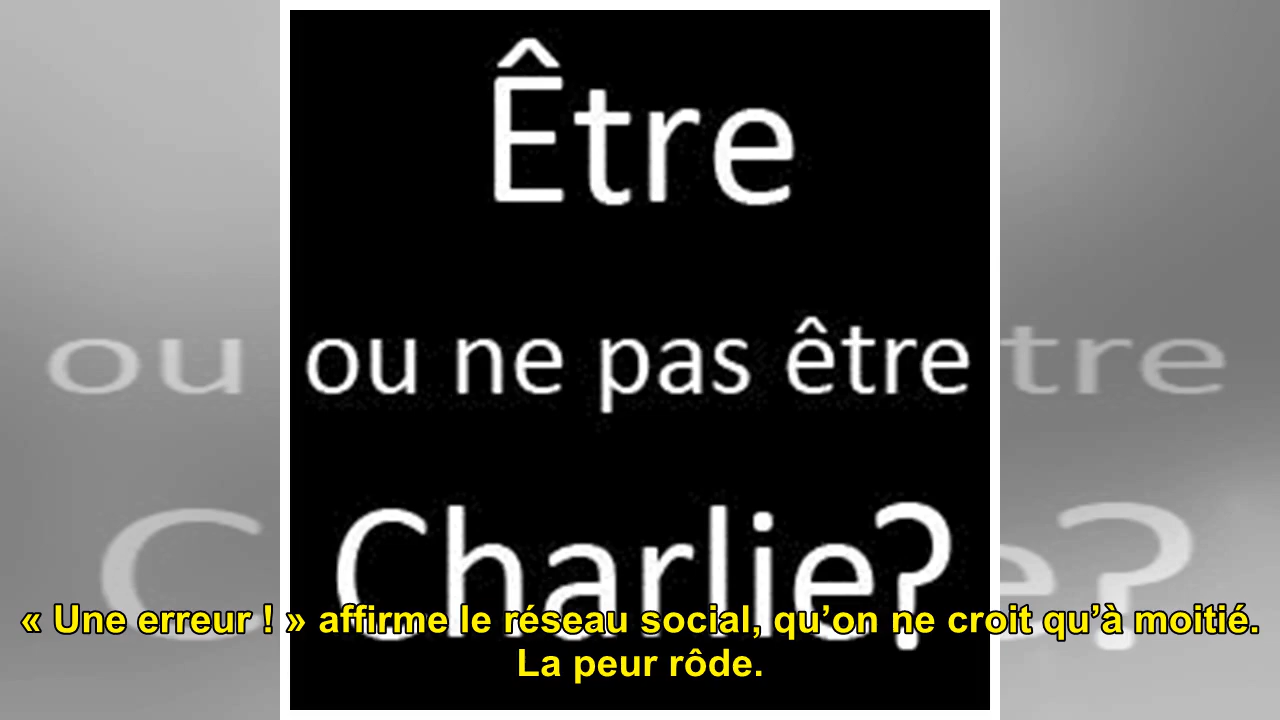 Être
ou ne pas être
Charlie?
« Une erreur ! » affirme le réseau social, qu’on ne croit qu’à moitié.
La peur rôde.